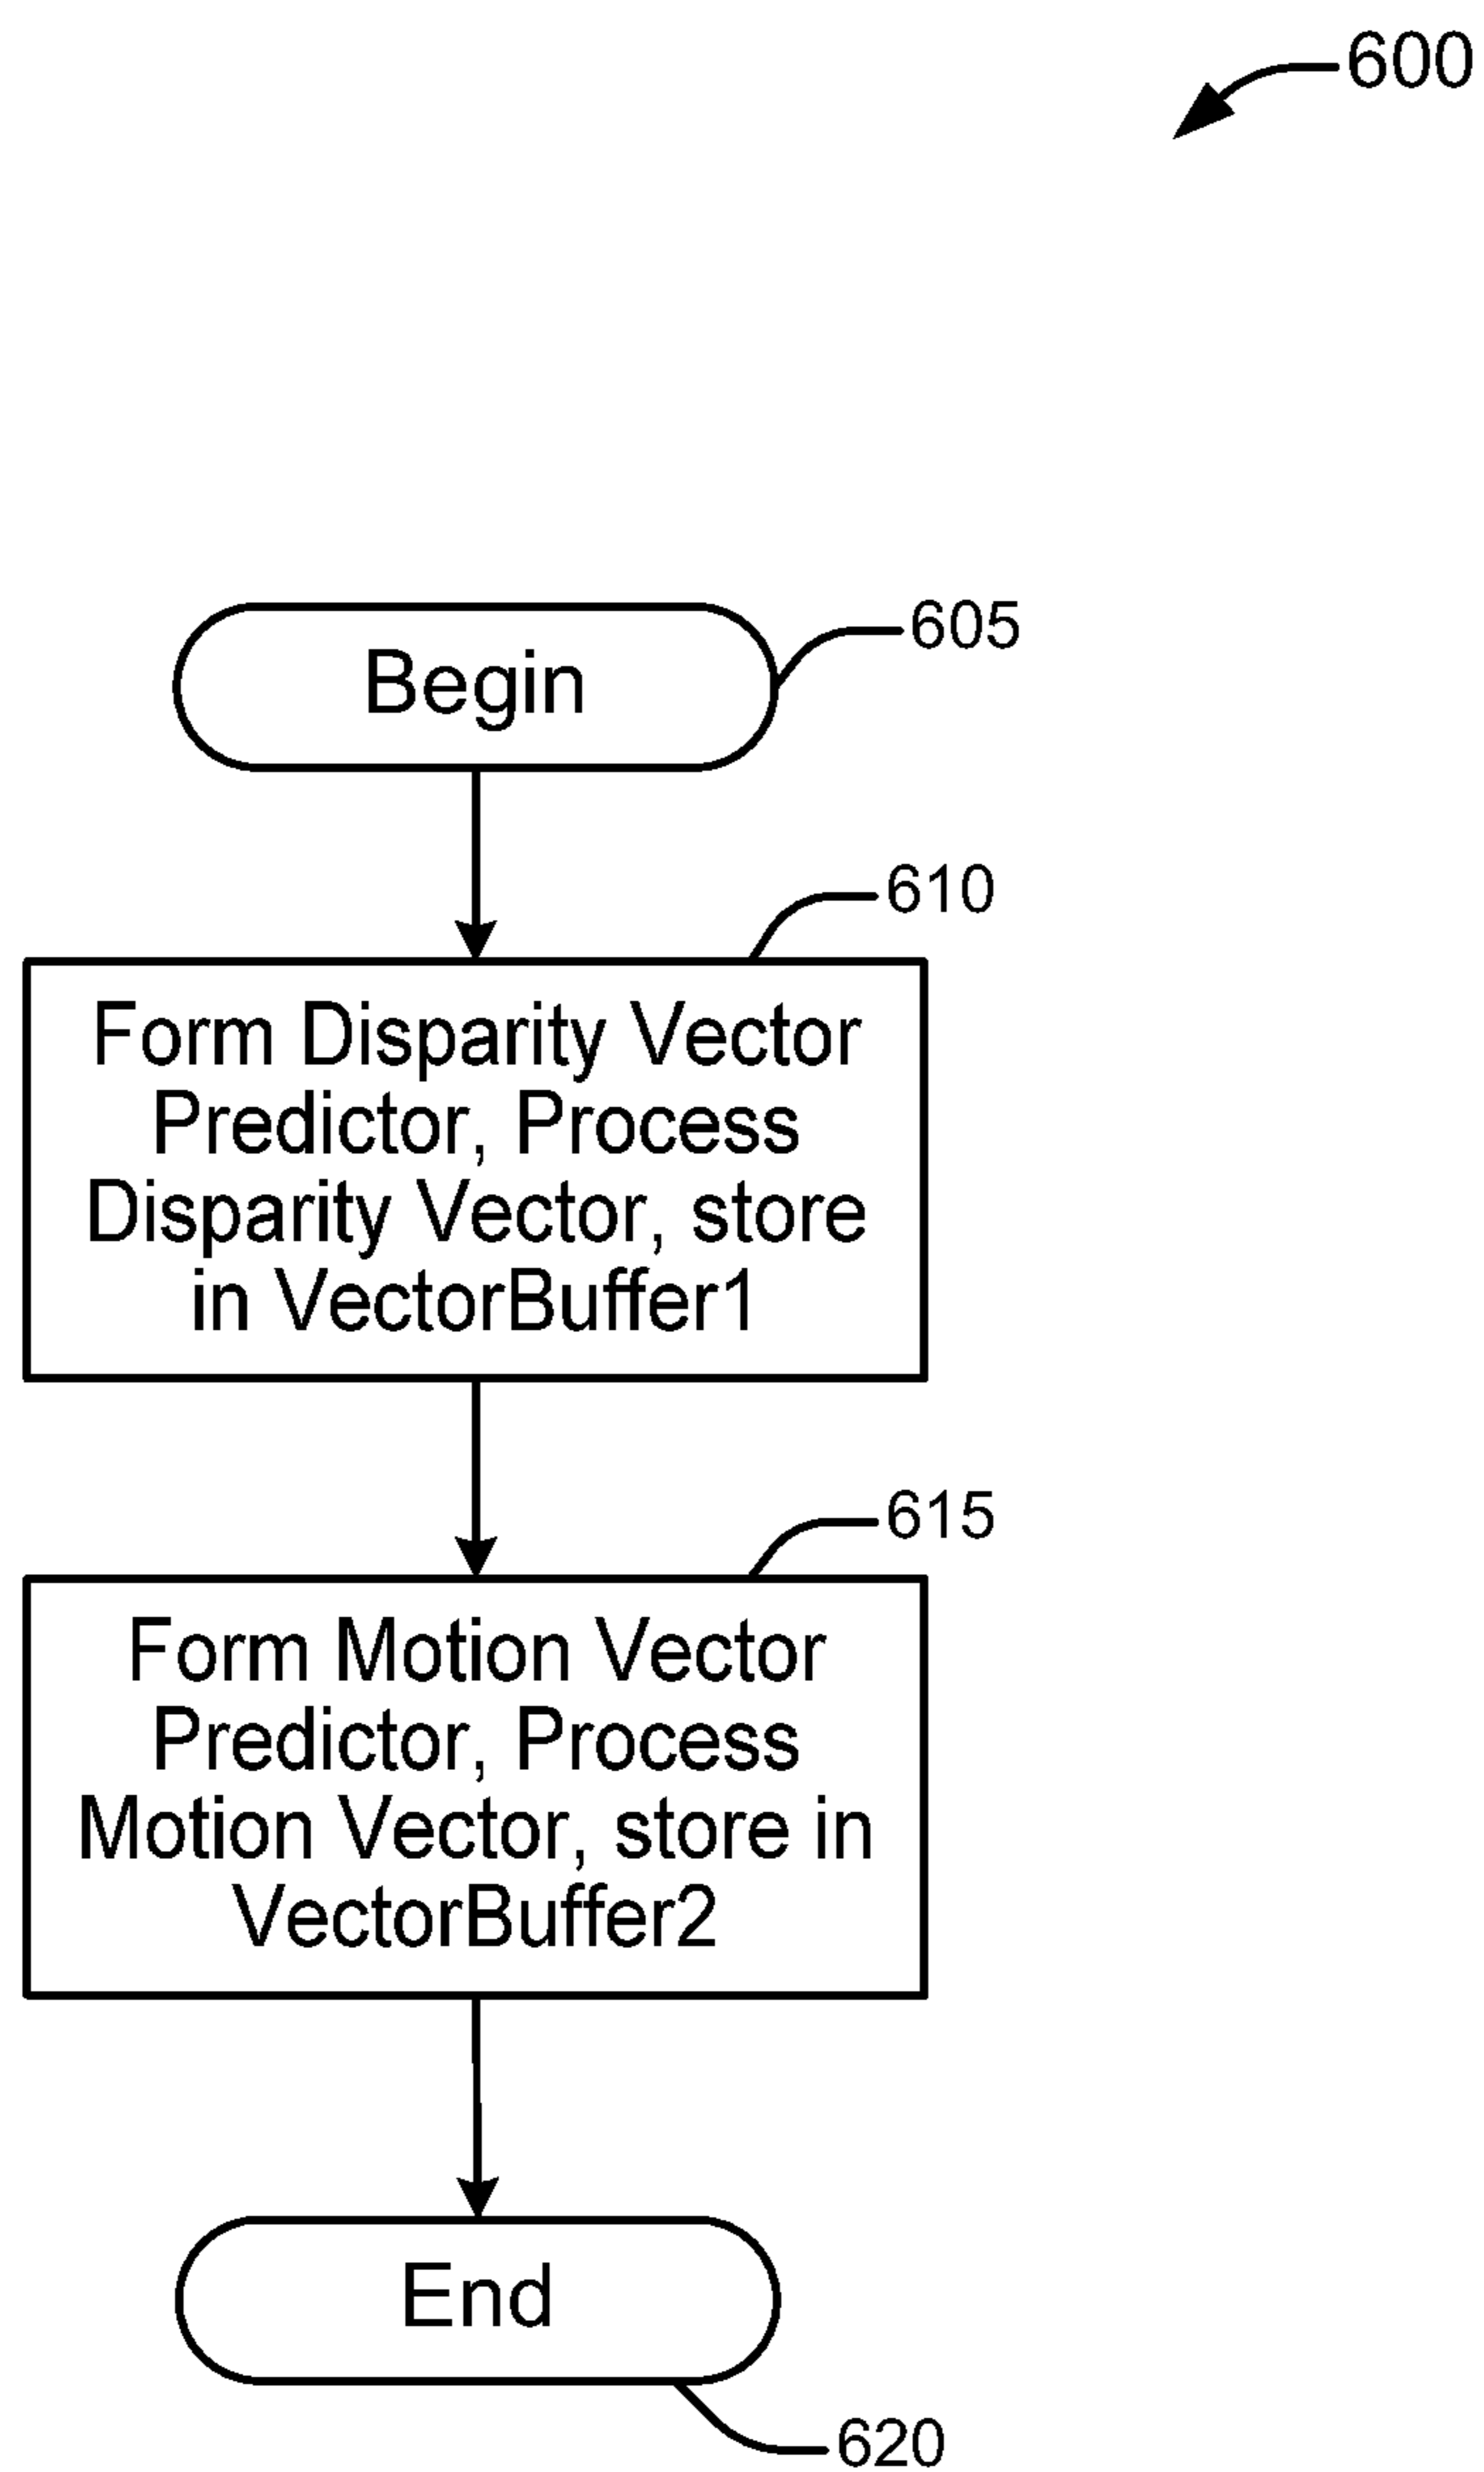 600
Begin
605
610
Form Disparity Vector
Predictor, Process
Disparity Vector, store
in VectorBuffer1
615
Form Motion Vector
Predictor, Process
Motion Vector, store in
VectorBuffer2
End
620